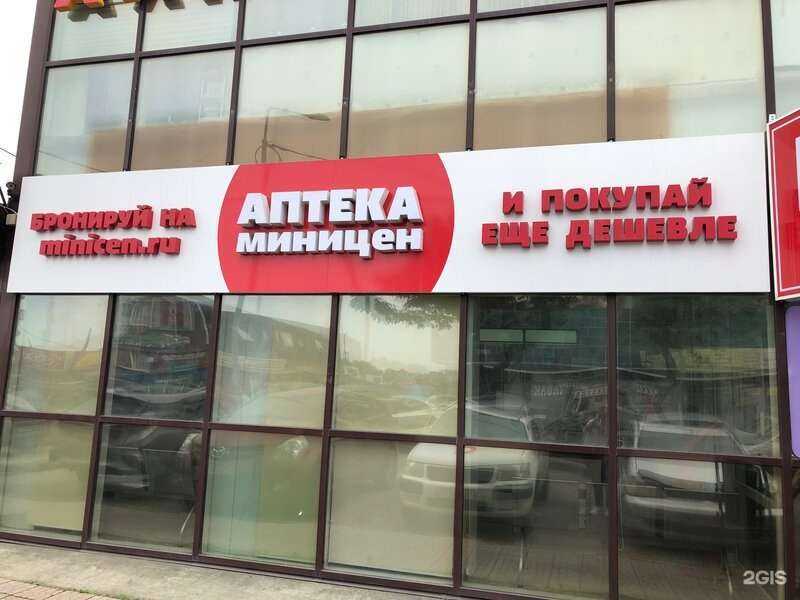 БРОНИРУЙ НА
minicen.ru
АПТЕКА
миницен
И ПОКУПАЙ
ЕЩЕ ДЕШЕВЛЕ
2GIS